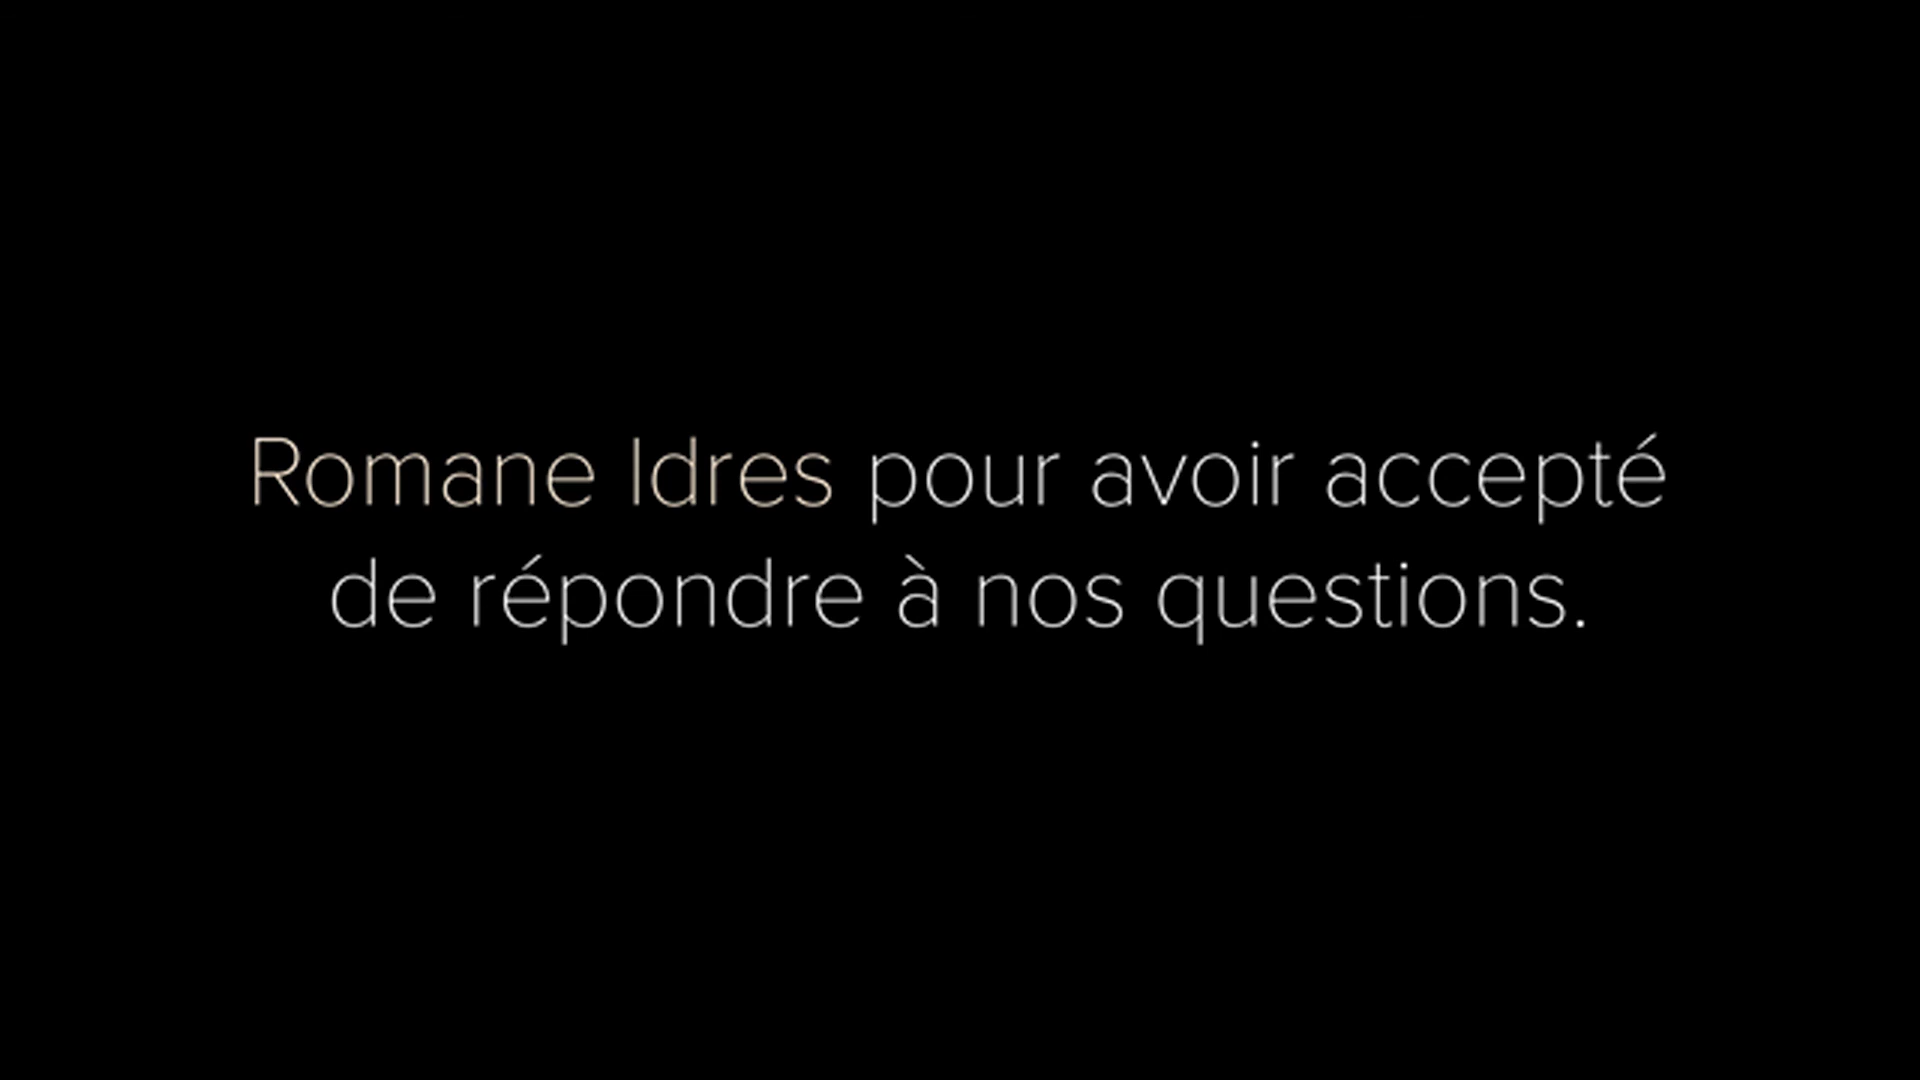 Romane Idres pour avoir accepté
de répondre à nos questions.